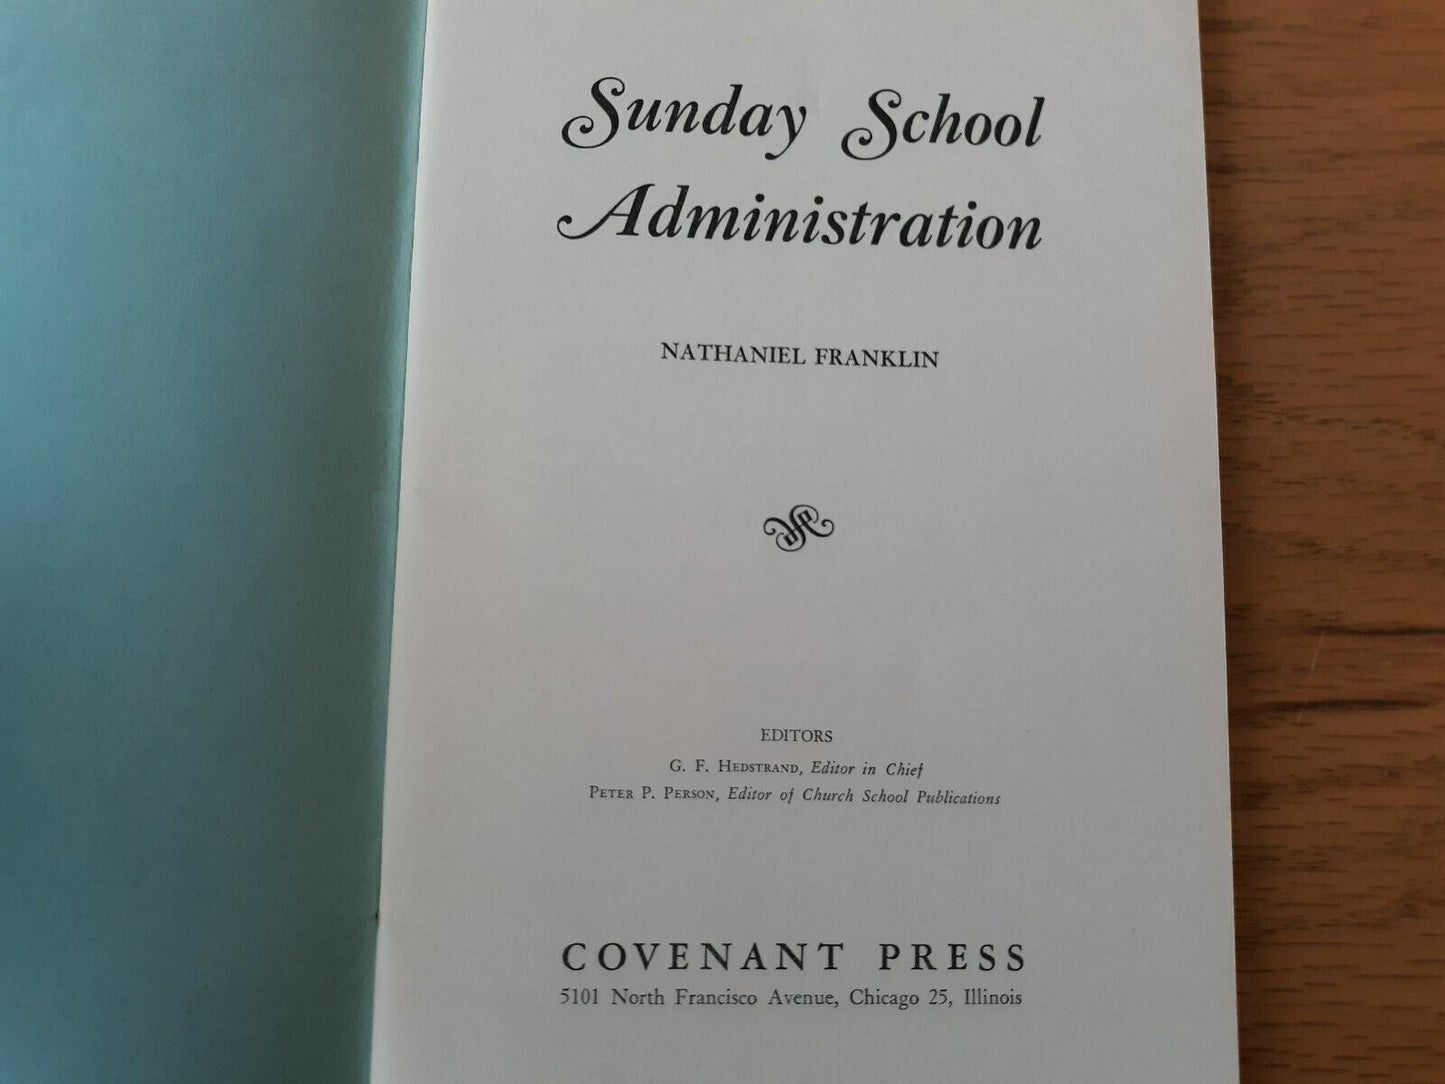 Sunday School
Administration
NATHANIEL FRANKLIN
EDITORS
G. F. HEDSTRAND, Editor in Chief
PETER P. PERSON, Editor of Church School Publications
COVENANT PRESS
5101 North Francisco Avenue, Chicago 25, Illinois